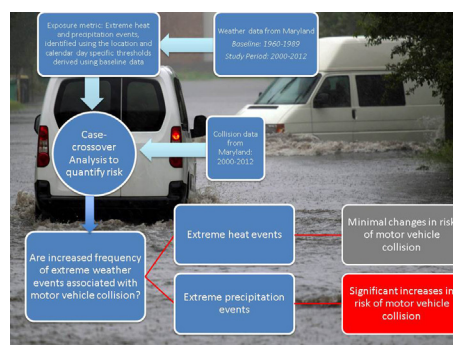 Exposure metric: Extreme heat
and precipitation events,
identified using the location and
calendar day specific thresholds
derived using baseline data
Weather data from Maryland
Baseline: 1960-1989
Study Period: 2000-2012
Case-
crossover
Analysis to
quantify risk
Collision data
from
Maryland:
2000-2012
Are increased frequency
of extreme weather
events associated with
motor vehicle collision?
Extreme heat events
Minimal changes in risk
of motor vehicle
collision
Extreme precipitation
events
Significant increases in
risk of motor vehicle
collision